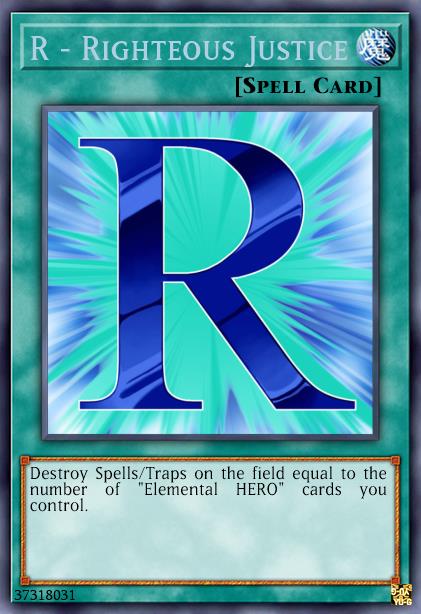 R - Righteous Justice
魔
[Spell Card]
R
Destroy Spells/Traps on the field equal to the
number of "Elemental HERO" cards you
control.
37318031